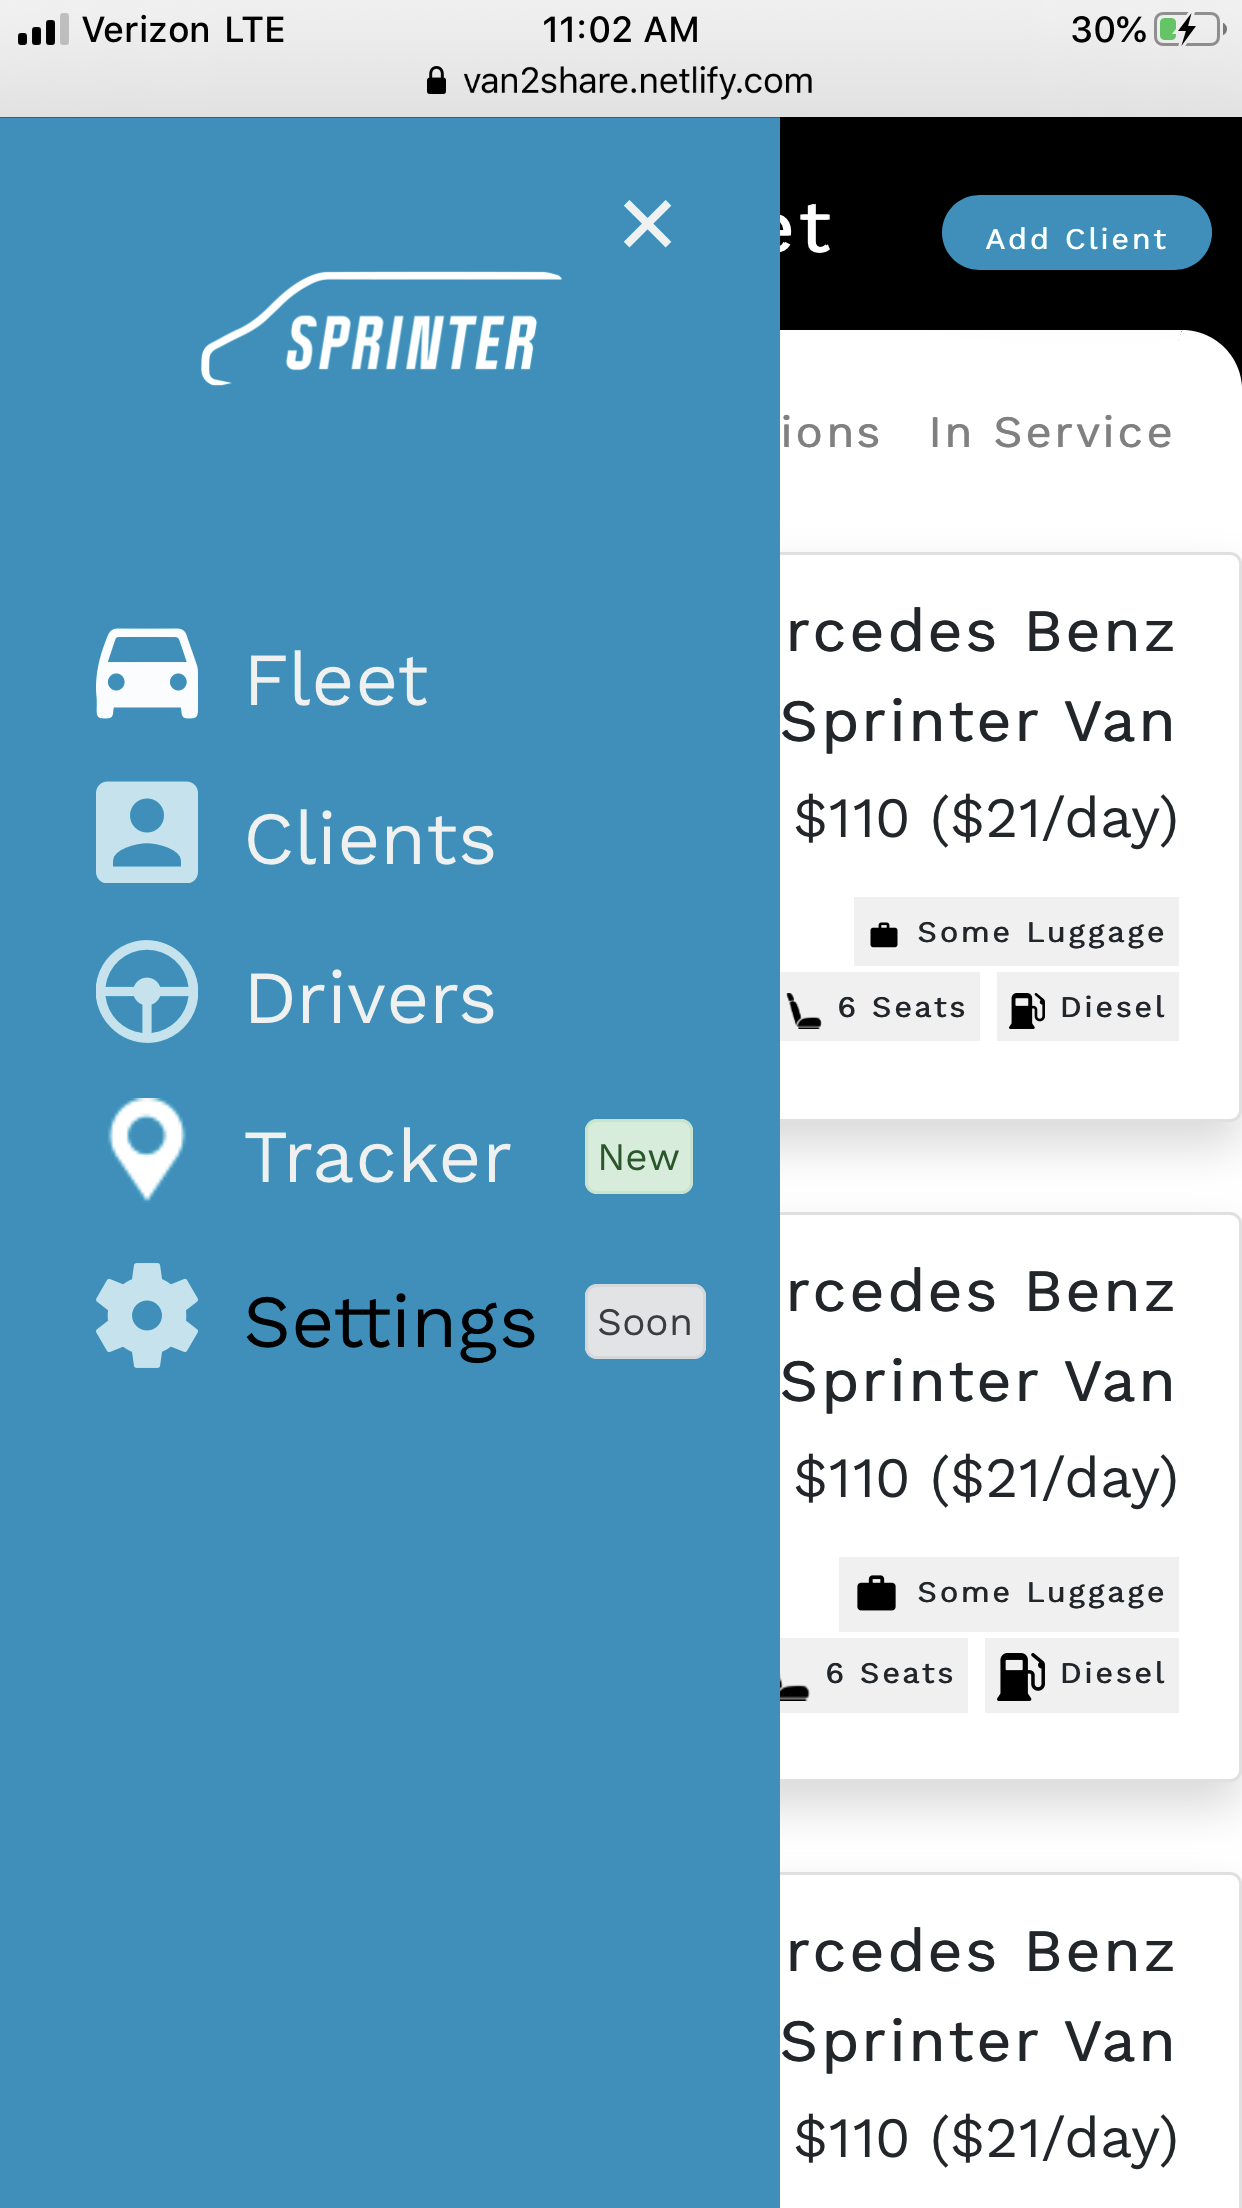 Verizon LTE 11:02 AM 30%
van2share.netlify.com
et Add Client
SPRINTER
ions In Service
rcedes Benz
Sprinter Van
$110 ($21/day)
Some Luggage
6 Seats Diesel
Fleet
Clients
Drivers
Tracker New
Settings Soon
rcedes Benz
Sprinter Van
$110 ($21/day)
Some Luggage
6 Seats Diesel
rcedes Benz
Sprinter Van
$110 ($21/day)